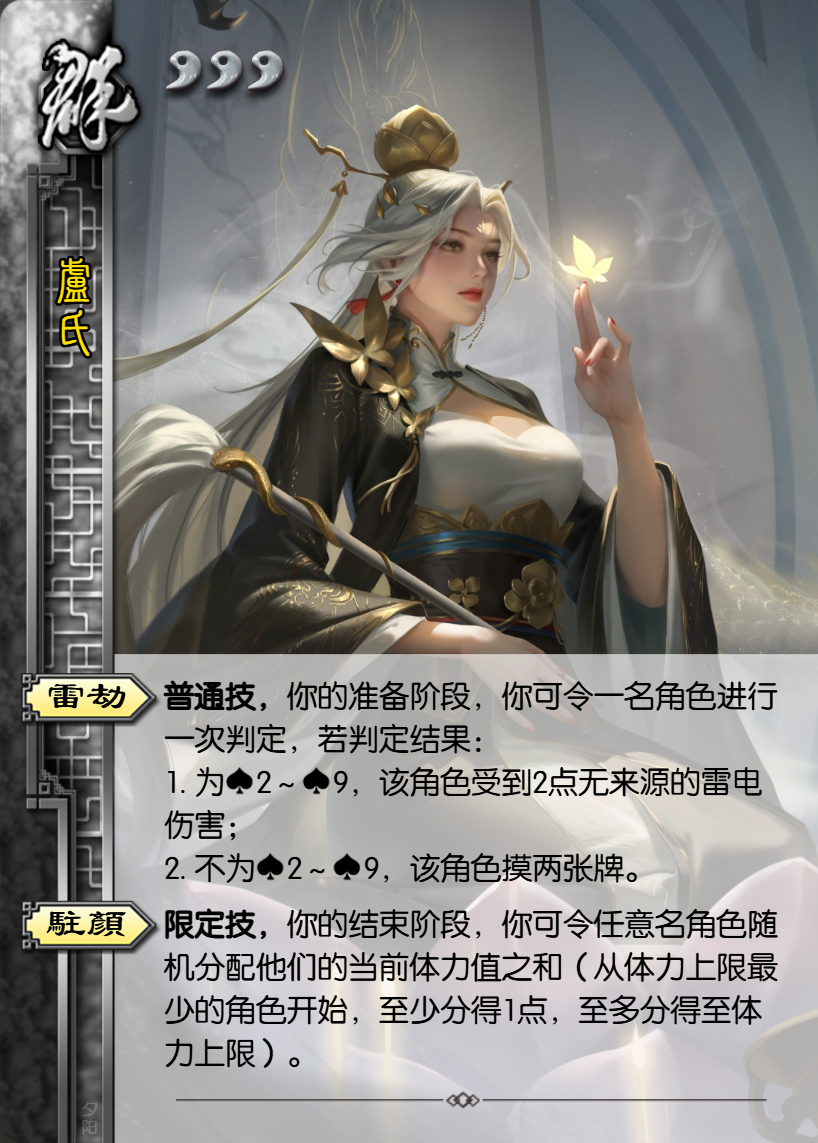 群
盧氏
雷劫
普通技，你的准备阶段，你可令一名角色进行
一次判定，若判定结果：
1. 为♠2～♠9，该角色受到2点无来源的雷电
伤害；
2. 不为♠2～♠9，该角色摸两张牌。
駐顔
限定技，你的结束阶段，你可令任意名角色随
机分配他们的当前体力值之和（从体力上限最
少的角色开始，至少分得1点，至多分得至体
力上限）。
夕阳